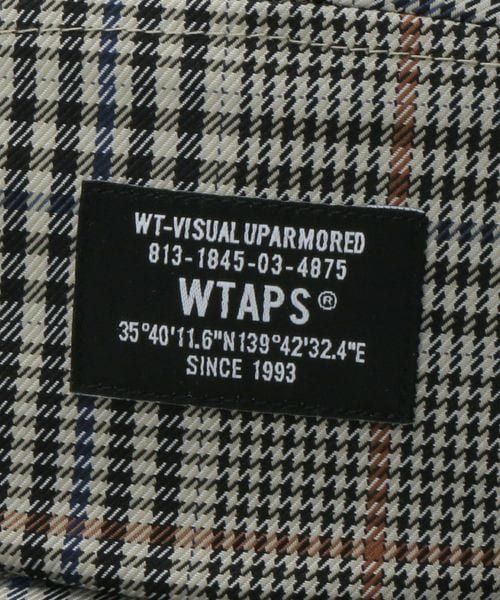 WT-VISUAL UPARMORED
813-1845-03-4875
WTAPS®
35°40'11.6"N139°42'32.4"E
SINCE 1993